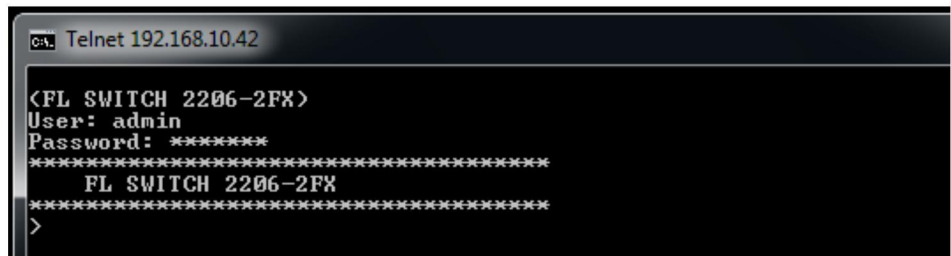 C:\. Telnet 192.168.10.42
<FL SWITCH 2206-2FX>
User: admin
Password: *******
*************************************
FL SWITCH 2206-2FX
*************************************
>